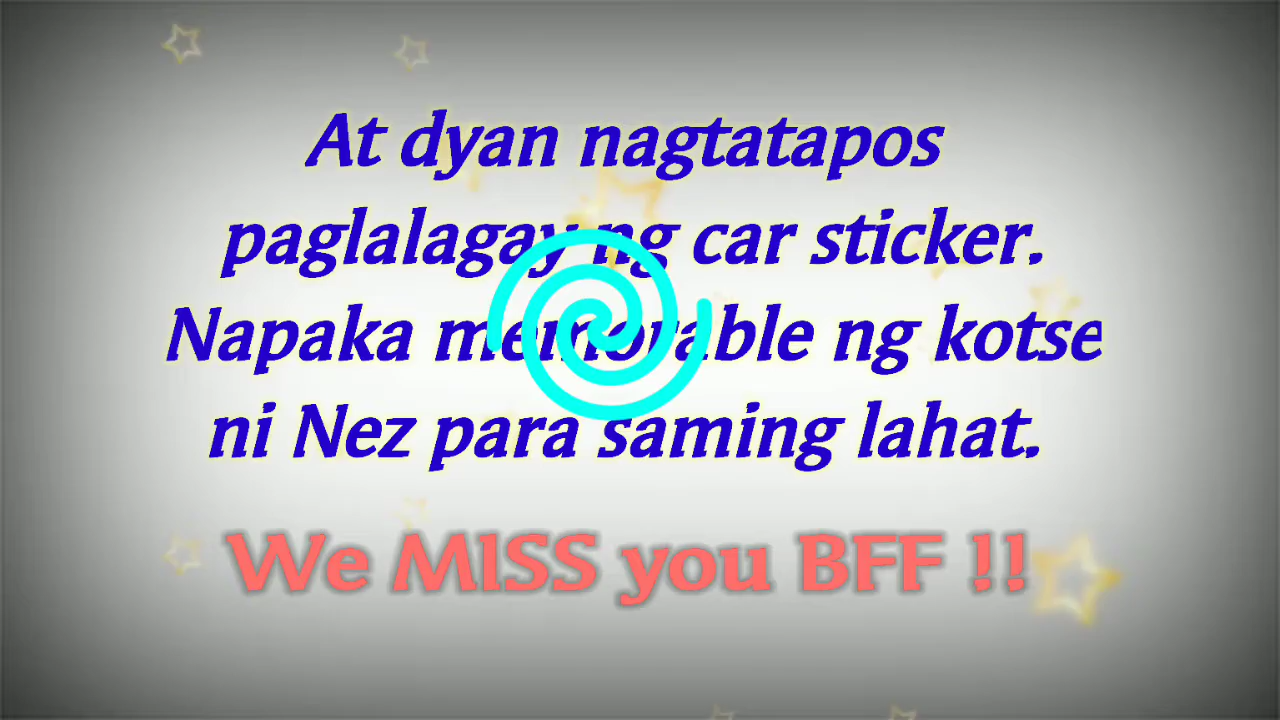 At dyan nagtatapos
paglalagay ng car sticker.
Napaka memorable ng kotse
ni Nez para saming lahat.
We MISS you BFF !!